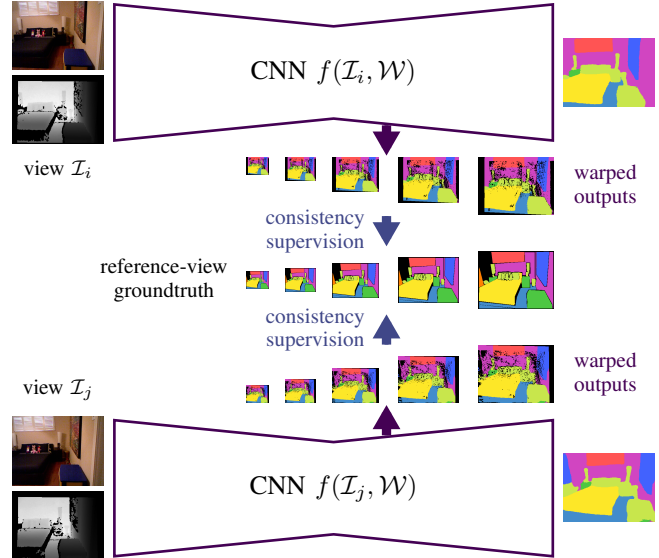 CNN f(ℐᵢ, 𝒲)
view ℐᵢ
warped
outputs
consistency
supervision
reference-view
groundtruth
consistency
supervision
warped
outputs
view ℐⱼ
CNN f(ℐⱼ, 𝒲)